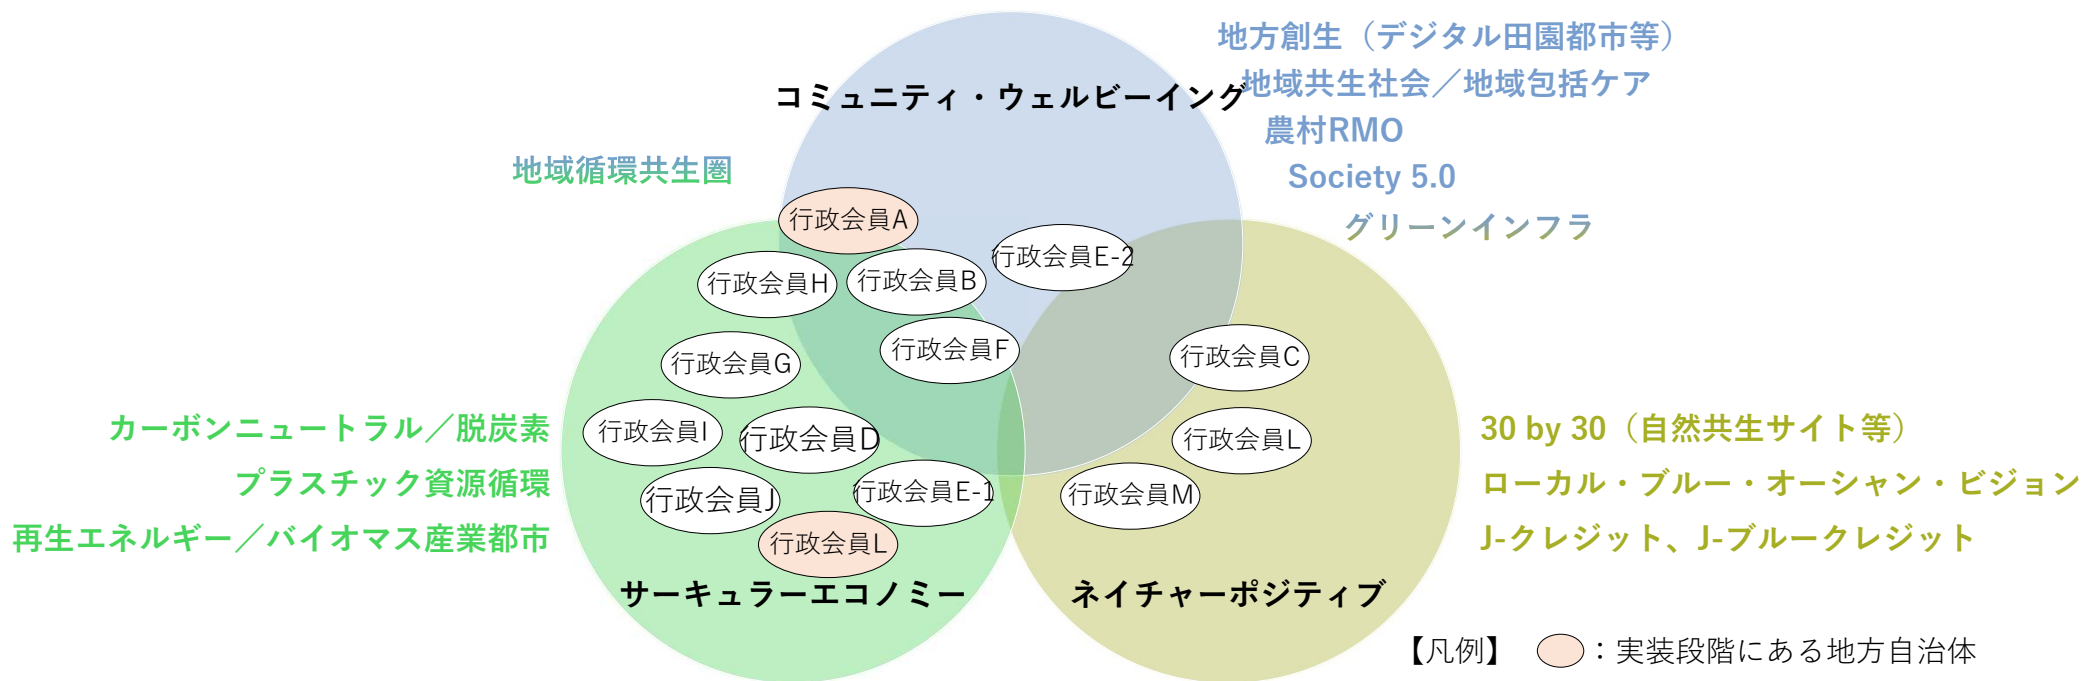 地方創生（デジタル田園都市等）
コミュニティ・ウェルビーイング
地域共生社会／地域包括ケア
農村RMO
地域循環共生圏
Society 5.0
グリーンインフラ
行政会員A
行政会員E-2
行政会員H
行政会員B
行政会員F
行政会員C
行政会員G
カーボンニュートラル／脱炭素
行政会員I
行政会員D
行政会員L
30 by 30（自然共生サイト等）
プラスチック資源循環
行政会員J
行政会員E-1
行政会員M
ローカル・ブルー・オーシャン・ビジョン
再生エネルギー／バイオマス産業都市
行政会員L
J-クレジット、J-ブルークレジット
サーキュラーエコノミー
ネイチャーポジティブ
【凡例】　：実装段階にある地方自治体